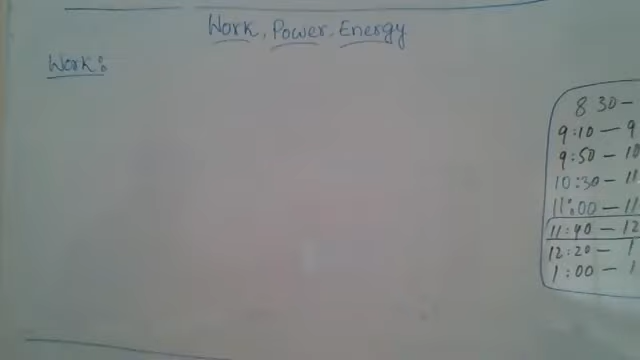 Work, Power, Energy
Work:
8 30 –
9:10 – 9
9:50 – 10
10:30 – 11
11:00 – 11
11:40 – 12
12:20 – 1
1:00 – 1